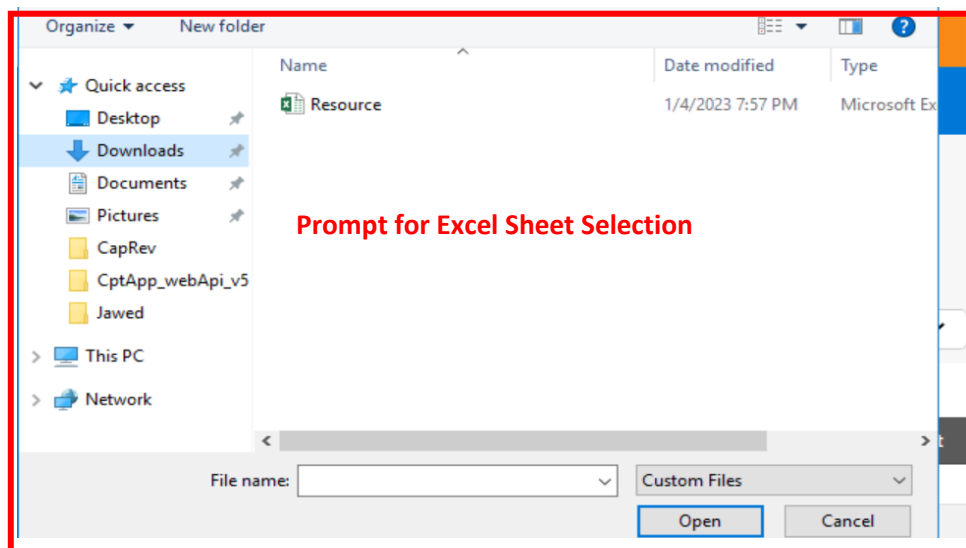 Organize New folder ?
Name Date modified Type
Quick access
Resource 1/4/2023 7:57 PM Microsoft Ex
Desktop
Downloads
Documents
Pictures
Prompt for Excel Sheet Selection
CapRev
CptApp_webApi_v5
Jawed
This PC
Network
t
File name: Custom Files
Open Cancel